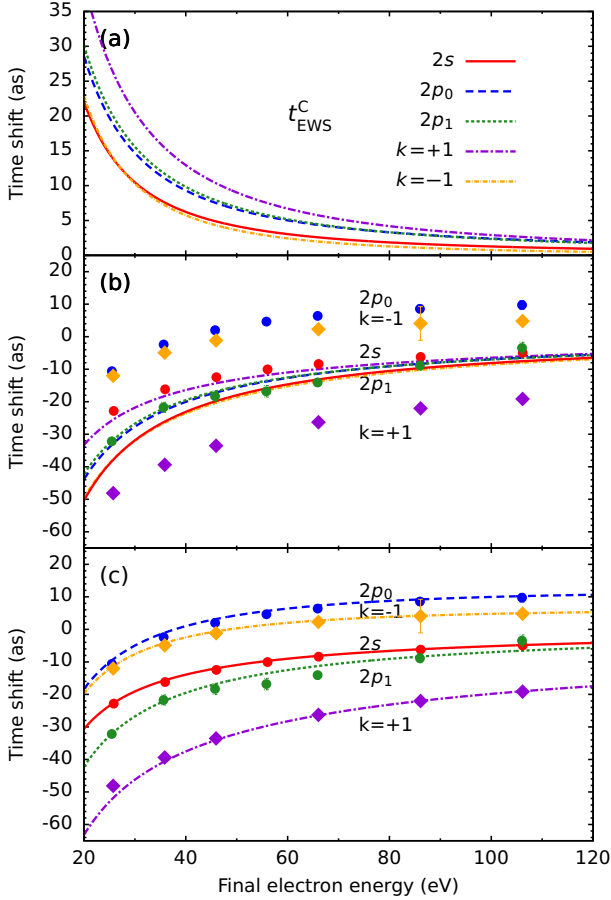 (a)
35
30
25
20
15
10
5
0
Time shift (as)
t_EWS^C
2s
2p₀
2p₁
k=+1
k=−1
(b)
20
10
0
-10
-20
-30
-40
-50
-60
Time shift (as)
2p₀
k=-1
2s
2p₁
k=+1
(c)
20
10
0
-10
-20
-30
-40
-50
-60
Time shift (as)
2p₀
k=-1
2s
2p₁
k=+1
20 40 60 80 100 120
Final electron energy (eV)